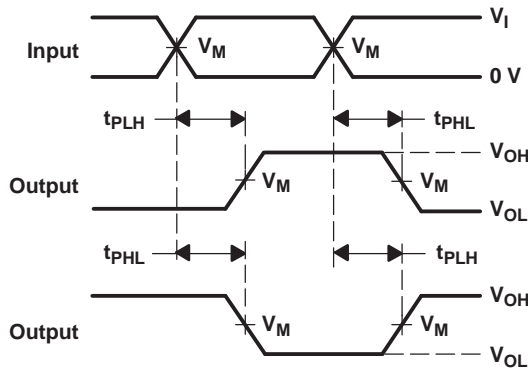 V_I
Input
V_M
V_M
0 V
t_PLH
t_PHL
V_OH
Output
V_M
V_M
V_OL
t_PHL
t_PLH
V_OH
Output
V_M
V_M
V_OL